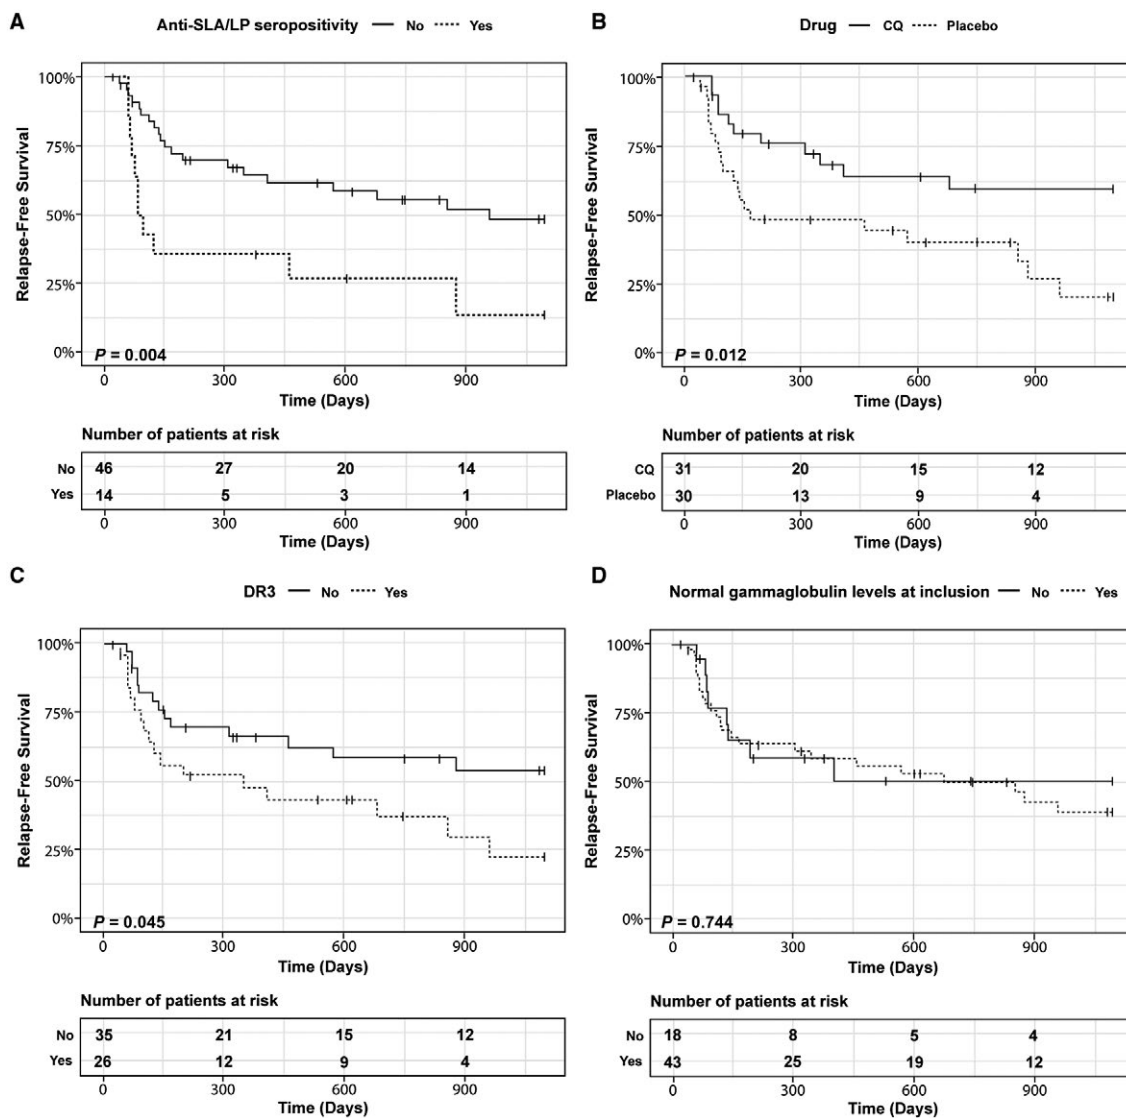 A
Anti-SLA/LP seropositivity No Yes
Relapse-Free Survival
100%
75%
50%
25%
0%
P = 0.004
0 300 600 900
Time (Days)
Number of patients at risk
No 46 27 20 14
Yes 14 5 3 1
0 300 600 900
Time (Days)
B
Drug CQ Placebo
Relapse-Free Survival
100%
75%
50%
25%
0%
P = 0.012
0 300 600 900
Time (Days)
Number of patients at risk
CQ 31 20 15 12
Placebo 30 13 9 4
0 300 600 900
Time (Days)
C
DR3 No Yes
Relapse-Free Survival
100%
75%
50%
25%
0%
P = 0.045
0 300 600 900
Time (Days)
Number of patients at risk
No 35 21 15 12
Yes 26 12 9 4
0 300 600 900
Time (Days)
D
Normal gammaglobulin levels at inclusion No Yes
Relapse-Free Survival
100%
75%
50%
25%
0%
P = 0.744
0 300 600 900
Time (Days)
Number of patients at risk
No 18 8 5 4
Yes 43 25 19 12
0 300 600 900
Time (Days)